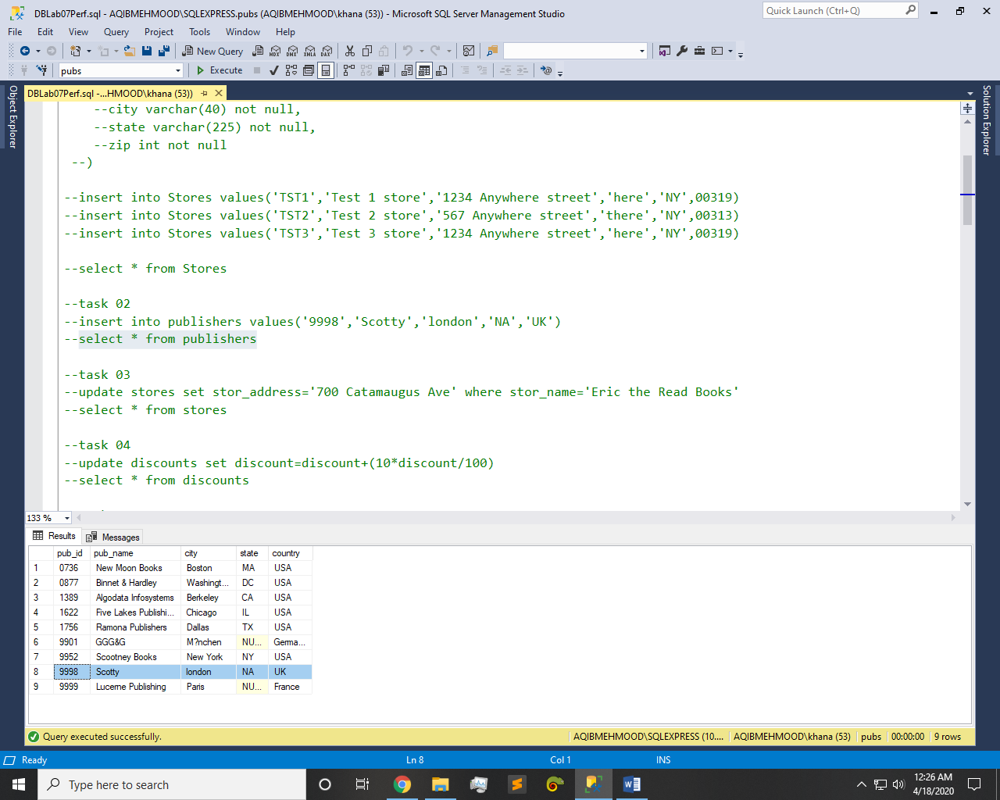 DBLab07Perf.sql - AQIBMEHMOOD\SQLEXPRESS.pubs (AQIBMEHMOOD\khana (53)) - Microsoft SQL Server Management Studio
Quick Launch (Ctrl+Q)
File Edit View Query Project Tools Window Help
New Query MDX DMX XMLA DAX
pubs Execute
Object Explorer
DBLab07Perf.sql -...HMOOD\khana (53))
Solution Explorer
--city varchar(40) not null,
--state varchar(225) not null,
--zip int not null
--)
--insert into Stores values('TST1','Test 1 store','1234 Anywhere street','here','NY',00319)
--insert into Stores values('TST2','Test 2 store','567 Anywhere street','there','NY',00313)
--insert into Stores values('TST3','Test 3 store','1234 Anywhere street','here','NY',00319)
--select * from Stores
--task 02
--insert into publishers values('9998','Scotty','london','NA','UK')
--select * from publishers
--task 03
--update stores set stor_address='700 Catamaugus Ave' where stor_name='Eric the Read Books'
--select * from stores
--task 04
--update discounts set discount=discount+(10*discount/100)
--select * from discounts
133 %
Results Messages
pub_id pub_name city state country
1 0736 New Moon Books Boston MA USA
2 0877 Binnet & Hardley Washingt... DC USA
3 1389 Algodata Infosystems Berkeley CA USA
4 1622 Five Lakes Publishi... Chicago IL USA
5 1756 Ramona Publishers Dallas TX USA
6 9901 GGG&G M?nchen NU... Germa...
7 9952 Scootney Books New York NY USA
8 9998 Scotty london NA UK
9 9999 Lucerne Publishing Paris NU... France
Query executed successfully. AQIBMEHMOOD\SQLEXPRESS (10.... AQIBMEHMOOD\khana (53) pubs 00:00:00 9 rows
Ready Ln 8 Col 1 INS
Type here to search
12:26 AM
4/18/2020